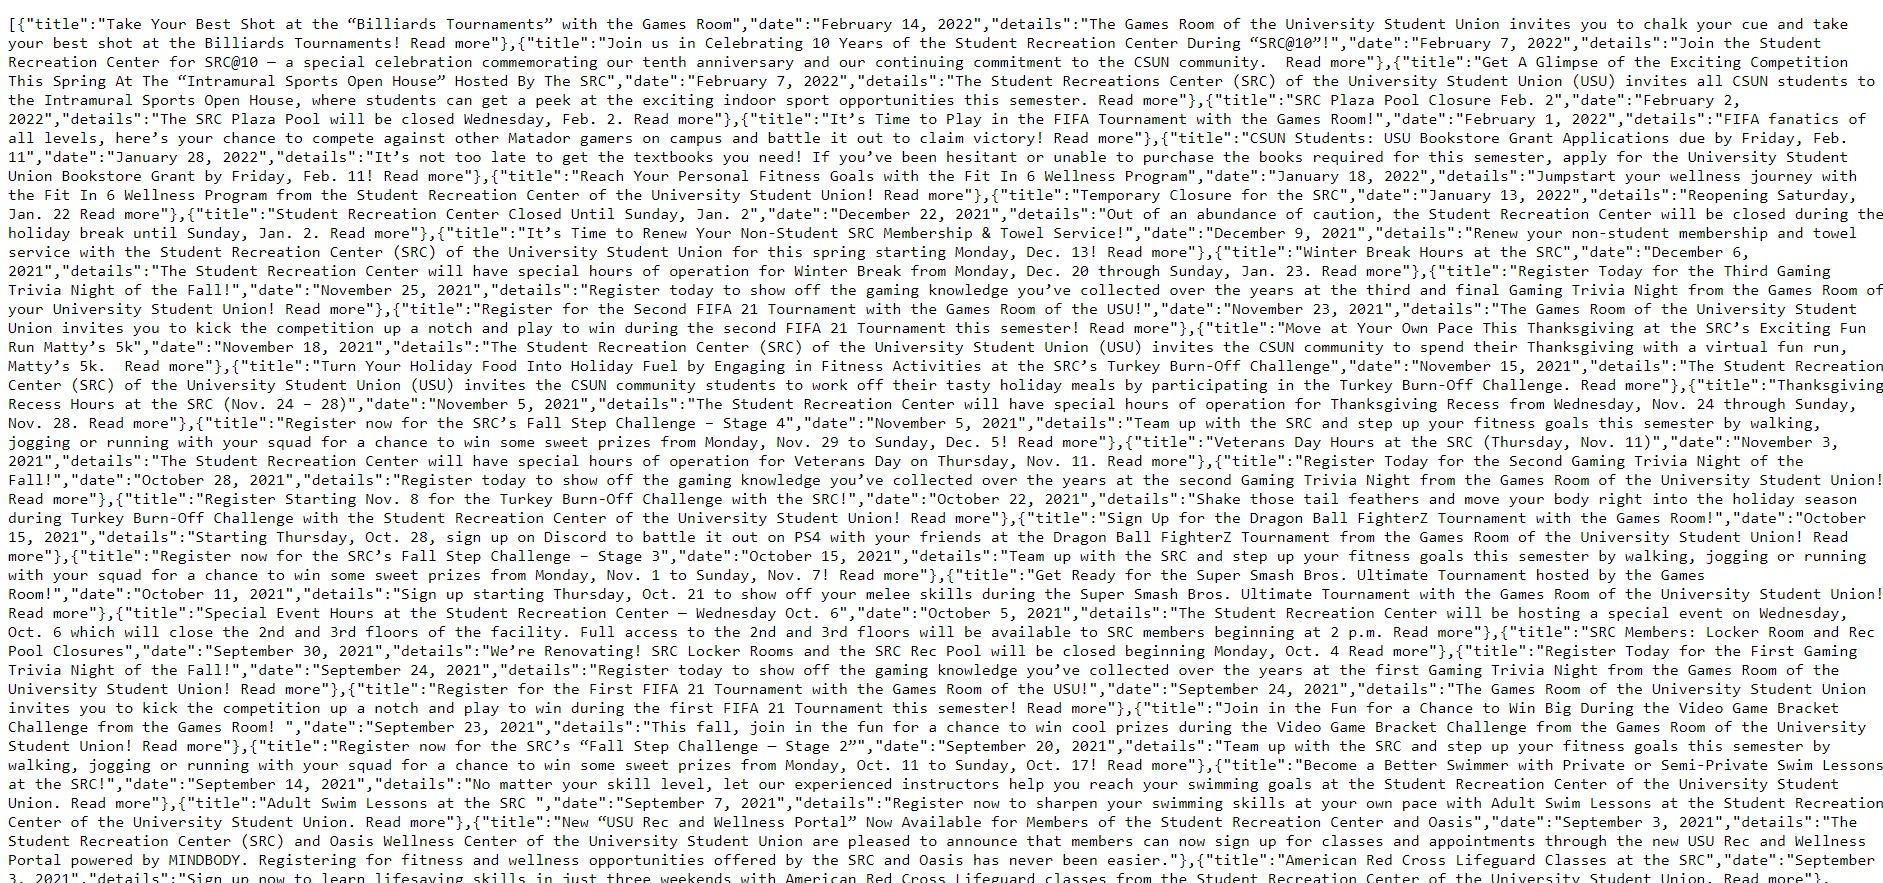 [{"title":"Take Your Best Shot at the “Billiards Tournaments” with the Games Room","date":"February 14, 2022","details":"The Games Room of the University Student Union invites you to chalk your cue and take
your best shot at the Billiards Tournaments! Read more"},{"title":"Join us in Celebrating 10 Years of the Student Recreation Center During “SRC@10”!","date":"February 7, 2022","details":"Join the Student
Recreation Center for SRC@10 – a special celebration commemorating our tenth anniversary and our continuing commitment to the CSUN community.  Read more"},{"title":"Get A Glimpse of the Exciting Competition
This Spring At The “Intramural Sports Open House” Hosted By The SRC","date":"February 7, 2022","details":"The Student Recreations Center (SRC) of the University Student Union (USU) invites all CSUN students to
the Intramural Sports Open House, where students can get a peek at the exciting indoor sport opportunities this semester. Read more"},{"title":"SRC Plaza Pool Closure Feb. 2","date":"February 2,
2022","details":"The SRC Plaza Pool will be closed Wednesday, Feb. 2. Read more"},{"title":"It’s Time to Play in the FIFA Tournament with the Games Room!","date":"February 1, 2022","details":"FIFA fanatics of
all levels, here’s your chance to compete against other Matador gamers on campus and battle it out to claim victory! Read more"},{"title":"CSUN Students: USU Bookstore Grant Applications due by Friday, Feb.
11","date":"January 28, 2022","details":"It’s not too late to get the textbooks you need! If you’ve been hesitant or unable to purchase the books required for this semester, apply for the University Student
Union Bookstore Grant by Friday, Feb. 11! Read more"},{"title":"Reach Your Personal Fitness Goals with the Fit In 6 Wellness Program","date":"January 18, 2022","details":"Jumpstart your wellness journey with
the Fit In 6 Wellness Program from the Student Recreation Center of the University Student Union! Read more"},{"title":"Temporary Closure for the SRC","date":"January 13, 2022","details":"Reopening Saturday,
Jan. 22 Read more"},{"title":"Student Recreation Center Closed Until Sunday, Jan. 2","date":"December 22, 2021","details":"Out of an abundance of caution, the Student Recreation Center will be closed during the
holiday break until Sunday, Jan. 2. Read more"},{"title":"It’s Time to Renew Your Non-Student SRC Membership & Towel Service!","date":"December 9, 2021","details":"Renew your non-student membership and towel
service with the Student Recreation Center (SRC) of the University Student Union for this spring starting Monday, Dec. 13! Read more"},{"title":"Winter Break Hours at the SRC","date":"December 6,
2021","details":"The Student Recreation Center will have special hours of operation for Winter Break from Monday, Dec. 20 through Sunday, Jan. 23. Read more"},{"title":"Register Today for the Third Gaming
Trivia Night of the Fall!","date":"November 25, 2021","details":"Register today to show off the gaming knowledge you’ve collected over the years at the third and final Gaming Trivia Night from the Games Room of
your University Student Union! Read more"},{"title":"Register for the Second FIFA 21 Tournament with the Games Room of the USU!","date":"November 23, 2021","details":"The Games Room of the University Student
Union invites you to kick the competition up a notch and play to win during the second FIFA 21 Tournament this semester! Read more"},{"title":"Move at Your Own Pace This Thanksgiving at the SRC’s Exciting Fun
Run Matty’s 5k","date":"November 18, 2021","details":"The Student Recreation Center (SRC) of the University Student Union (USU) invites the CSUN community to spend their Thanksgiving with a virtual fun run,
Matty’s 5k.  Read more"},{"title":"Turn Your Holiday Food Into Holiday Fuel by Engaging in Fitness Activities at the SRC’s Turkey Burn-Off Challenge","date":"November 15, 2021","details":"The Student Recreation
Center (SRC) of the University Student Union (USU) invites the CSUN community students to work off their tasty holiday meals by participating in the Turkey Burn-Off Challenge. Read more"},{"title":"Thanksgiving
Recess Hours at the SRC (Nov. 24 – 28)","date":"November 5, 2021","details":"The Student Recreation Center will have special hours of operation for Thanksgiving Recess from Wednesday, Nov. 24 through Sunday,
Nov. 28. Read more"},{"title":"Register now for the SRC’s Fall Step Challenge – Stage 4","date":"November 5, 2021","details":"Team up with the SRC and step up your fitness goals this semester by walking,
jogging or running with your squad for a chance to win some sweet prizes from Monday, Nov. 29 to Sunday, Dec. 5! Read more"},{"title":"Veterans Day Hours at the SRC (Thursday, Nov. 11)","date":"November 3,
2021","details":"The Student Recreation Center will have special hours of operation for Veterans Day on Thursday, Nov. 11. Read more"},{"title":"Register Today for the Second Gaming Trivia Night of the
Fall!","date":"October 28, 2021","details":"Register today to show off the gaming knowledge you’ve collected over the years at the second Gaming Trivia Night from the Games Room of the University Student Union!
Read more"},{"title":"Register Starting Nov. 8 for the Turkey Burn-Off Challenge with the SRC!","date":"October 22, 2021","details":"Shake those tail feathers and move your body right into the holiday season
during Turkey Burn-Off Challenge with the Student Recreation Center of the University Student Union! Read more"},{"title":"Sign Up for the Dragon Ball FighterZ Tournament with the Games Room!","date":"October
15, 2021","details":"Starting Thursday, Oct. 28, sign up on Discord to battle it out on PS4 with your friends at the Dragon Ball FighterZ Tournament from the Games Room of the University Student Union! Read
more"},{"title":"Register now for the SRC’s Fall Step Challenge – Stage 3","date":"October 15, 2021","details":"Team up with the SRC and step up your fitness goals this semester by walking, jogging or running
with your squad for a chance to win some sweet prizes from Monday, Nov. 1 to Sunday, Nov. 7! Read more"},{"title":"Get Ready for the Super Smash Bros. Ultimate Tournament hosted by the Games
Room!","date":"October 11, 2021","details":"Sign up starting Thursday, Oct. 21 to show off your melee skills during the Super Smash Bros. Ultimate Tournament with the Games Room of the University Student Union!
Read more"},{"title":"Special Event Hours at the Student Recreation Center – Wednesday Oct. 6","date":"October 5, 2021","details":"The Student Recreation Center will be hosting a special event on Wednesday,
Oct. 6 which will close the 2nd and 3rd floors of the facility. Full access to the 2nd and 3rd floors will be available to SRC members beginning at 2 p.m. Read more"},{"title":"SRC Members: Locker Room and Rec
Pool Closures","date":"September 30, 2021","details":"We’re Renovating! SRC Locker Rooms and the SRC Rec Pool will be closed beginning Monday, Oct. 4 Read more"},{"title":"Register Today for the First Gaming
Trivia Night of the Fall!","date":"September 24, 2021","details":"Register today to show off the gaming knowledge you’ve collected over the years at the first Gaming Trivia Night from the Games Room of the
University Student Union! Read more"},{"title":"Register for the First FIFA 21 Tournament with the Games Room of the USU!","date":"September 24, 2021","details":"The Games Room of the University Student Union
invites you to kick the competition up a notch and play to win during the first FIFA 21 Tournament this semester! Read more"},{"title":"Join in the Fun for a Chance to Win Big During the Video Game Bracket
Challenge from the Games Room! ","date":"September 23, 2021","details":"This fall, join in the fun for a chance to win cool prizes during the Video Game Bracket Challenge from the Games Room of the University
Student Union! Read more"},{"title":"Register now for the SRC’s “Fall Step Challenge – Stage 2”","date":"September 20, 2021","details":"Team up with the SRC and step up your fitness goals this semester by
walking, jogging or running with your squad for a chance to win some sweet prizes from Monday, Oct. 11 to Sunday, Oct. 17! Read more"},{"title":"Become a Better Swimmer with Private or Semi-Private Swim Lessons
at the SRC!","date":"September 14, 2021","details":"No matter your skill level, let our experienced instructors help you reach your swimming goals at the Student Recreation Center of the University Student
Union. Read more"},{"title":"Adult Swim Lessons at the SRC ","date":"September 7, 2021","details":"Register now to sharpen your swimming skills at your own pace with Adult Swim Lessons at the Student Recreation
Center of the University Student Union. Read more"},{"title":"New “USU Rec and Wellness Portal” Now Available for Members of the Student Recreation Center and Oasis","date":"September 3, 2021","details":"The
Student Recreation Center (SRC) and Oasis Wellness Center of the University Student Union are pleased to announce that members can now sign up for classes and appointments through the new USU Rec and Wellness
Portal powered by MINDBODY. Registering for fitness and wellness opportunities offered by the SRC and Oasis has never been easier."},{"title":"American Red Cross Lifeguard Classes at the SRC","date":"September
3, 2021","details":"Sign up now to learn lifesaving skills in just three weekends with American Red Cross Lifeguard classes from the Student Recreation Center of the University Student Union. Read more"},